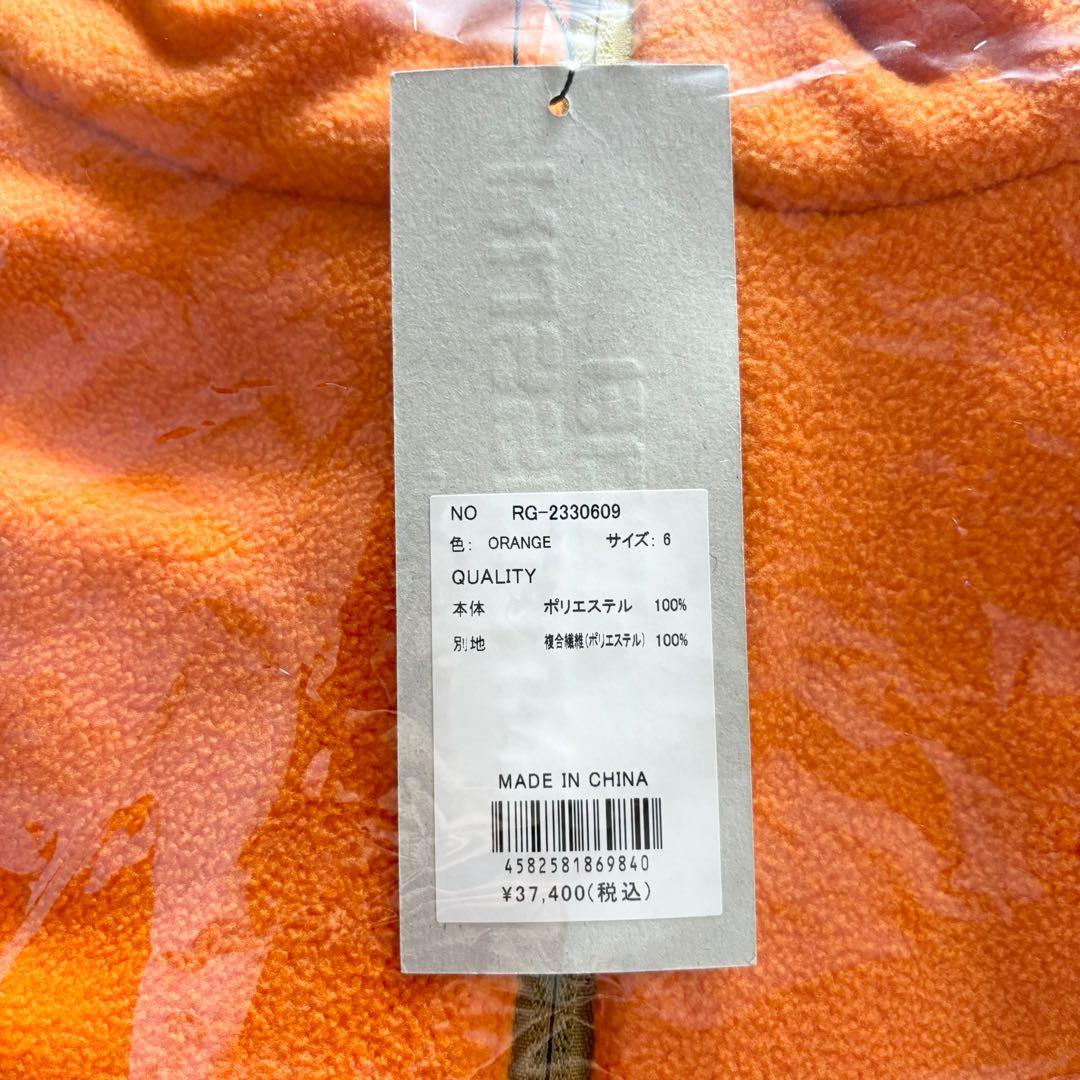 NO RG-2330609
色: ORANGE サイズ: 6
QUALITY
本体 ポリエステル 100%
別地 複合繊維(ポリエステル) 100%
MADE IN CHINA
4582581869840
¥37,400(税込)